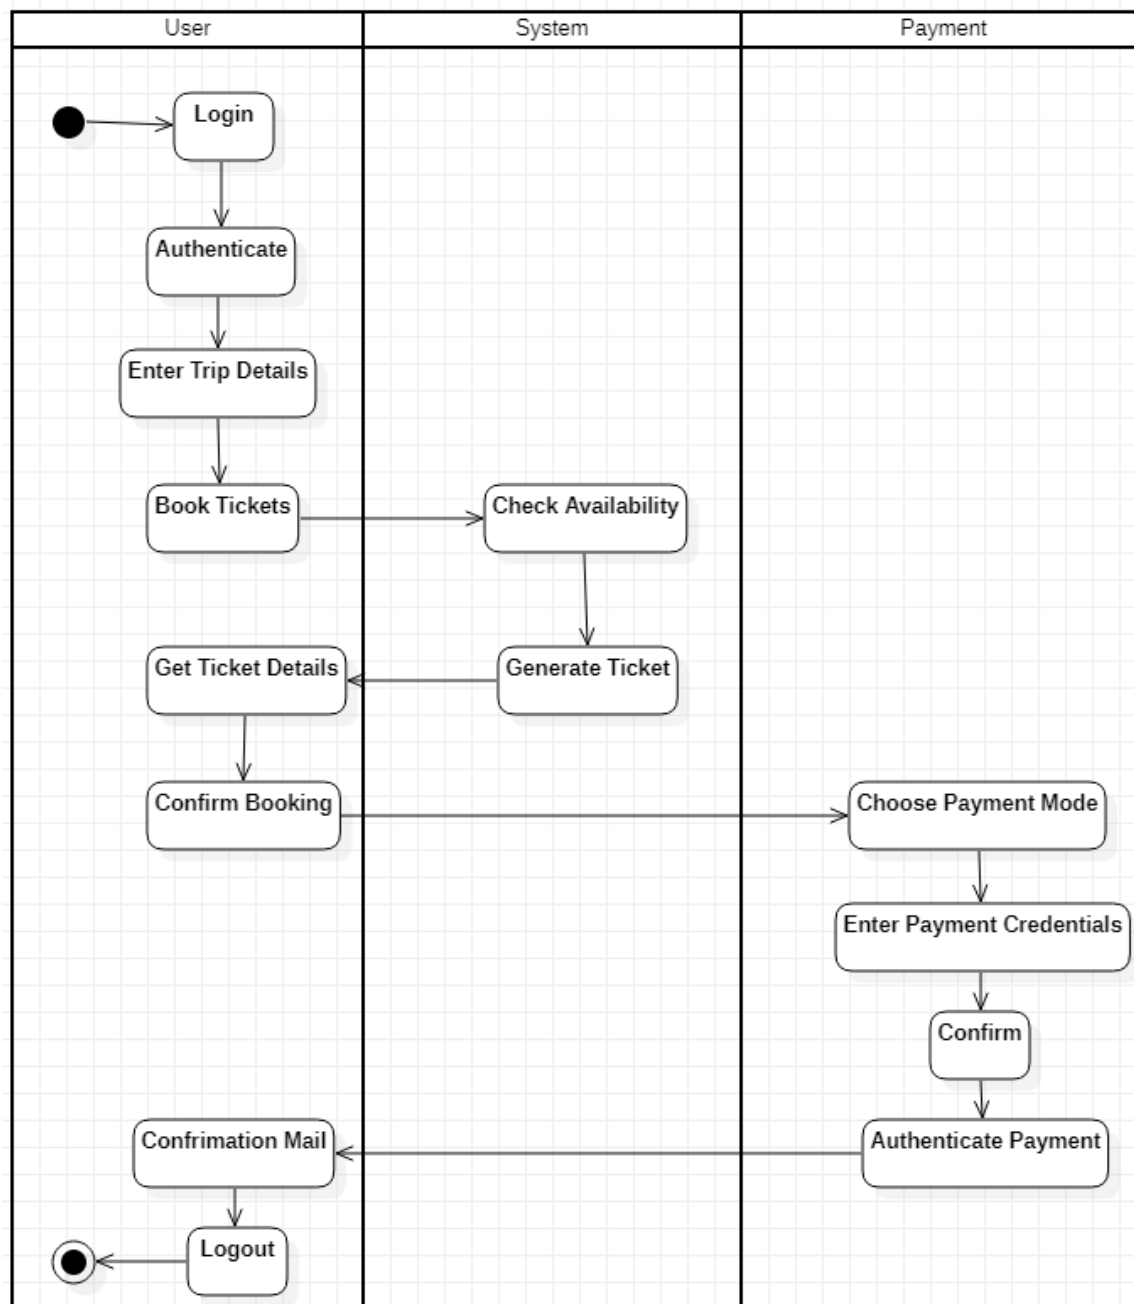 User
System
Payment
Login
Authenticate
Enter Trip Details
Book Tickets
Check Availability
Get Ticket Details
Generate Ticket
Confirm Booking
Choose Payment Mode
Enter Payment Credentials
Confirm
Confrimation Mail
Authenticate Payment
Logout